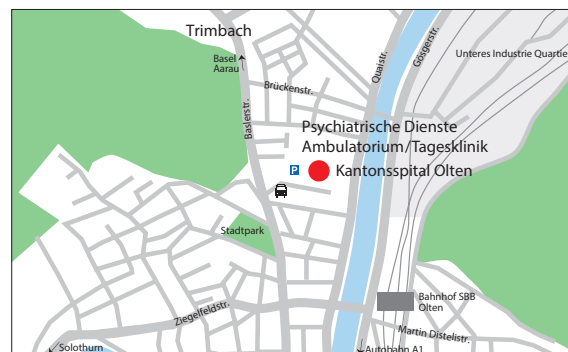 Trimbach
Basel
Aarau
Baslerstr.
Brückenstr.
Quaistr.
Gösgerstr.
Unteres Industrie Quartie
Psychiatrische Dienste
Ambulatorium/Tagesklinik
P
Kantonsspital Olten
Stadtpark
Ziegelfeldstr.
Bahnhof SBB
Olten
Martin Distelistr.
Solothurn
Autobahn A1